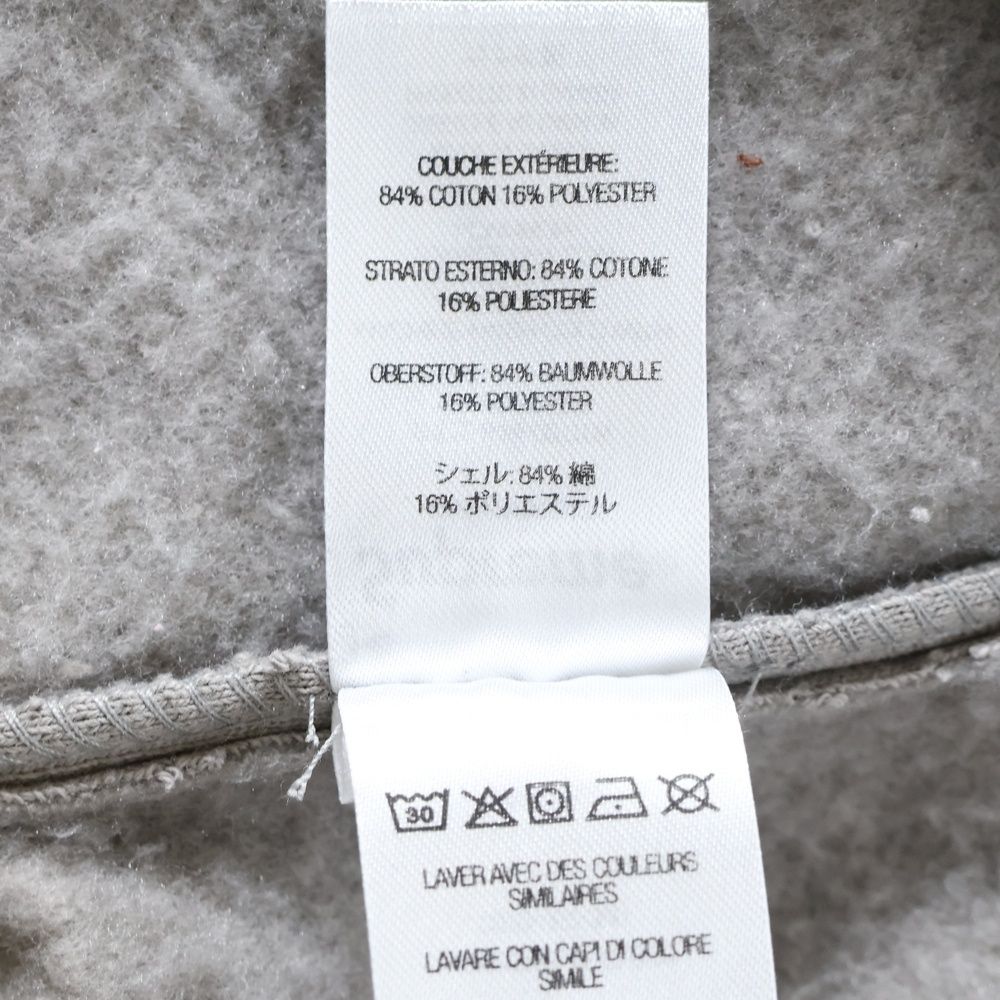 COUCHE EXTÉRIEURE:
84% COTON 16% POLYESTER
STRATO ESTERNO: 84% COTONE
16% POLIESTERE
OBERSTOFF: 84% BAUMWOLLE
16% POLYESTER
シェル: 84% 綿
16% ポリエステル
30
LAVER AVEC DES COULEURS
SIMILAIRES
LAVARE CON CAPI DI COLORE
SIMILE